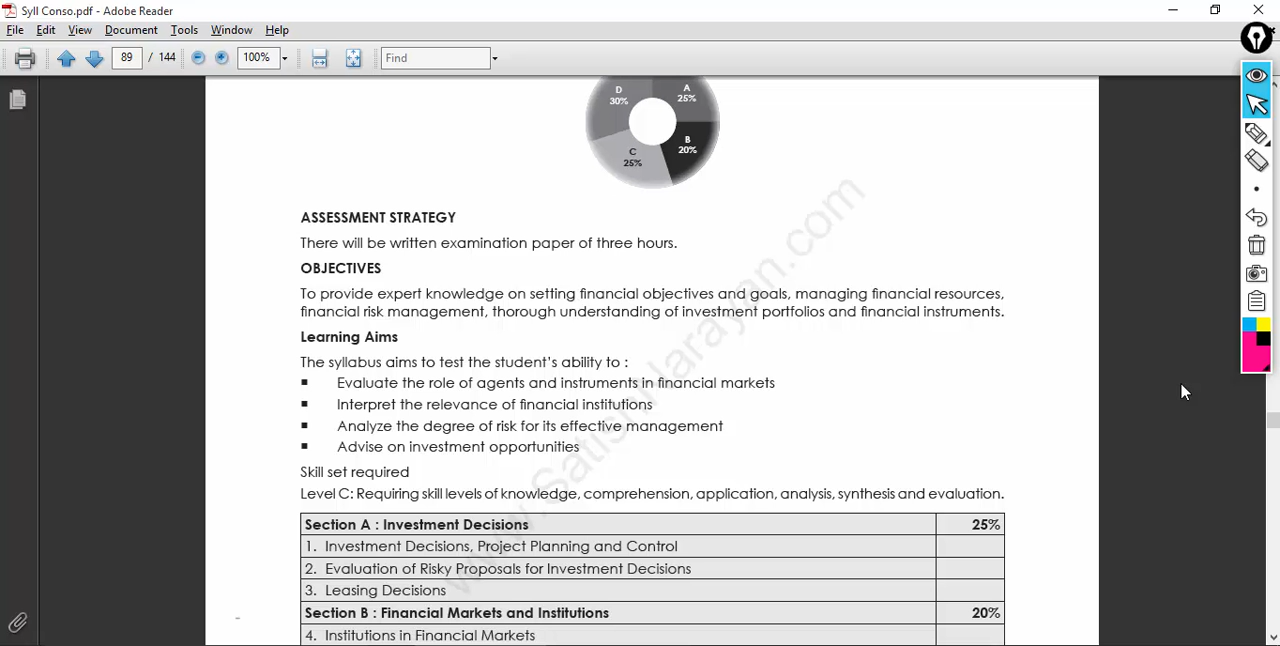 Syll Conso.pdf - Adobe Reader
File Edit View Document Tools Window Help
89 / 144 100% Find
D 30%
A 25%
B 20%
C 25%
ASSESSMENT STRATEGY
There will be written examination paper of three hours.
OBJECTIVES
To provide expert knowledge on setting financial objectives and goals, managing financial resources,
financial risk management, thorough understanding of investment portfolios and financial instruments.
Learning Aims
The syllabus aims to test the student's ability to :
▪ Evaluate the role of agents and instruments in financial markets
▪ Interpret the relevance of financial institutions
▪ Analyze the degree of risk for its effective management
▪ Advise on investment opportunities
Skill set required
Level C: Requiring skill levels of knowledge, comprehension, application, analysis, synthesis and evaluation.
Section A : Investment Decisions 25%
1. Investment Decisions, Project Planning and Control
2. Evaluation of Risky Proposals for Investment Decisions
3. Leasing Decisions
Section B : Financial Markets and Institutions 20%
4. Institutions in Financial Markets
www.SatishNarayan.com